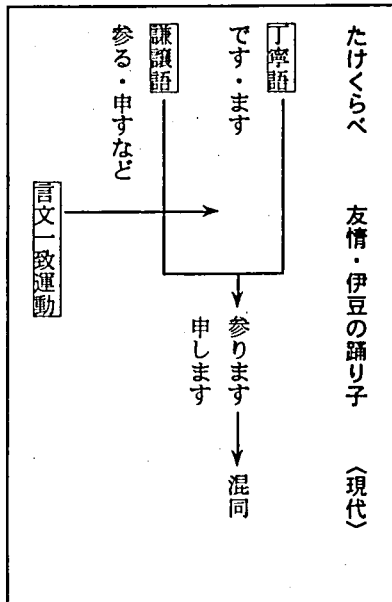 たけくらべ　友情・伊豆の踊り子　〈現代〉
丁寧語
です・ます
謙譲語
参る・申すなど
参ります
申します
混同
言文一致運動